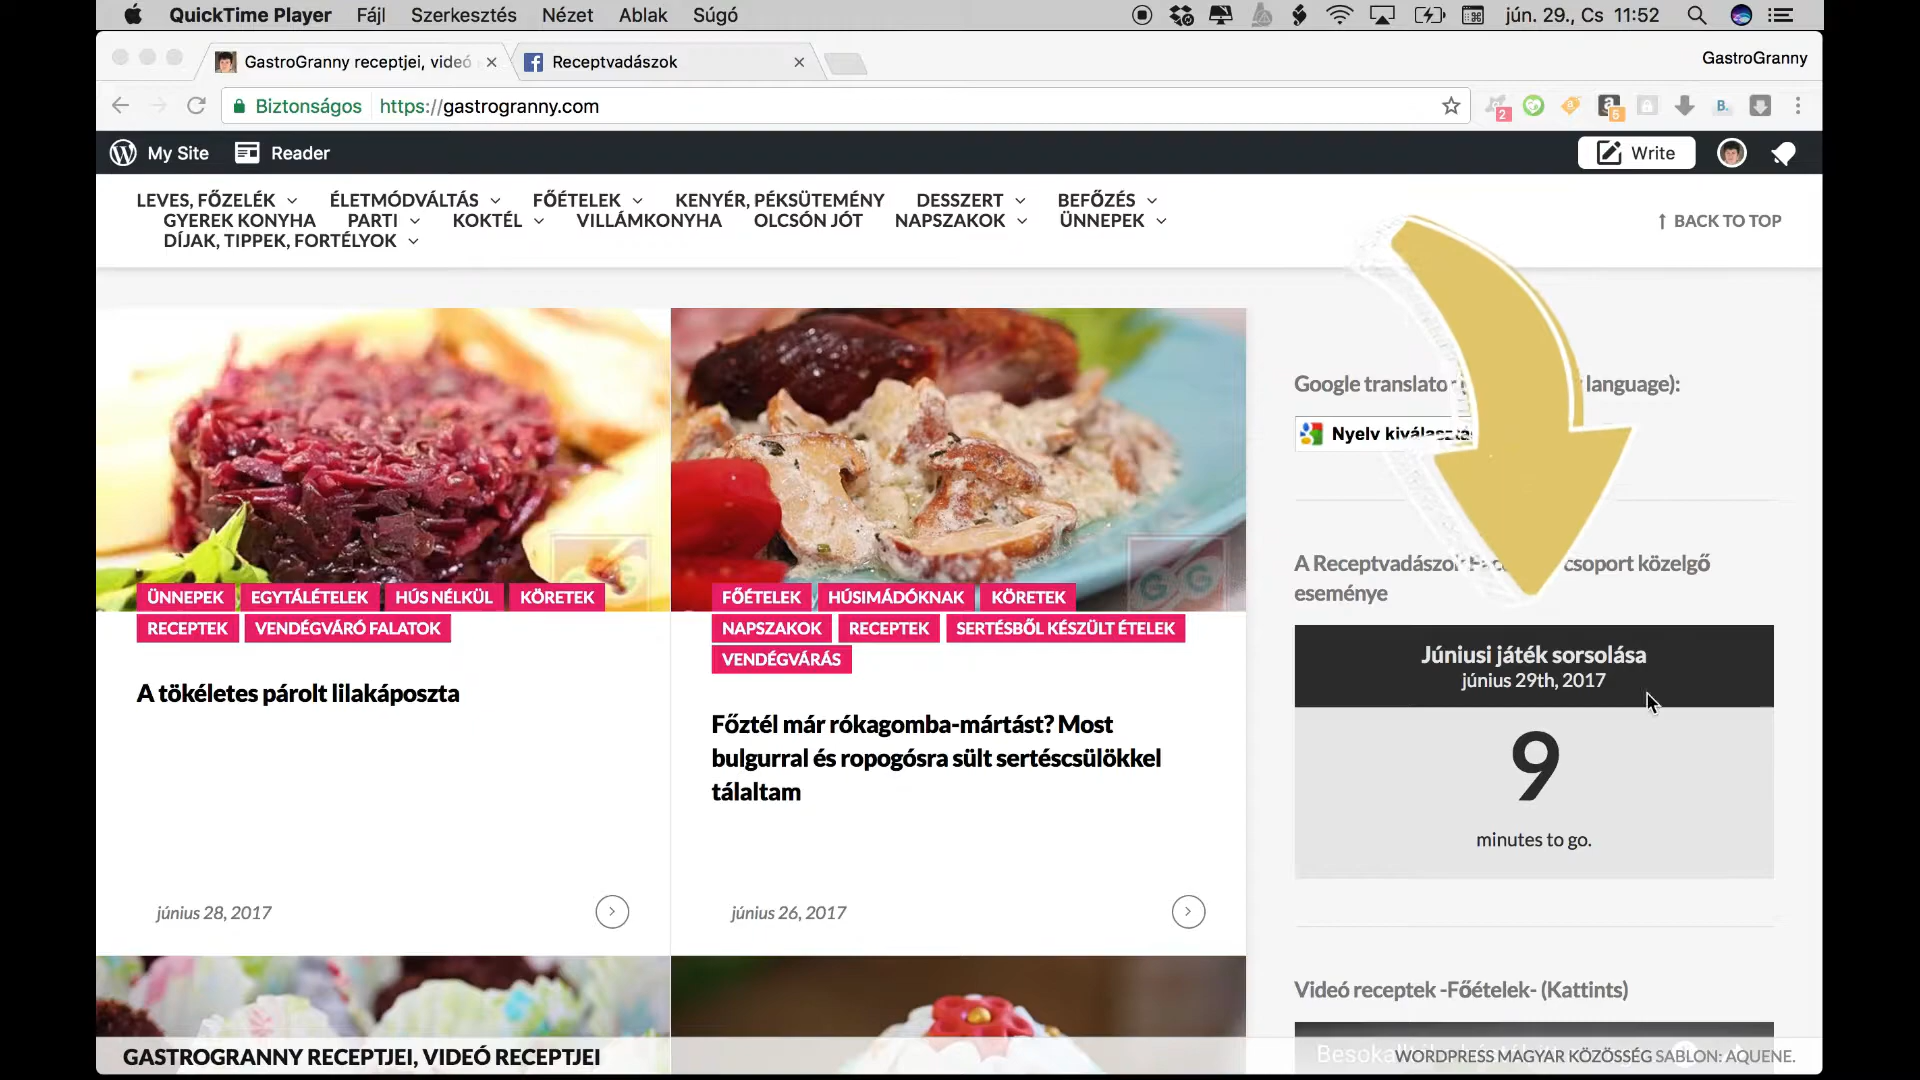 QuickTime Player Fájl Szerkesztés Nézet Ablak Súgó jún. 29., Cs 11:52
GastroGranny receptjei, videó Receptvadászok GastroGranny
Biztonságos https://gastrogranny.com
2 a 6 B.
My Site Reader Write
LEVES, FŐZELÉK ÉLETMÓDVÁLTÁS FŐÉTELEK KENYÉR, PÉKSÜTEMÉNY DESSZERT BEFŐZÉS
GYEREK KONYHA PARTI KOKTÉL VILLÁMKONYHA OLCSÓN JÓT NAPSZAKOK ÜNNEPEK
DÍJAK, TIPPEK, FORTÉLYOK
↑ BACK TO TOP
ÜNNEPEK EGYTÁLÉTELEK HÚS NÉLKÜL KÖRETEK
RECEPTEK VENDÉGVÁRÓ FALATOK
A tökéletes párolt lilakáposzta
június 28, 2017
GG
FŐÉTELEK HÚSIMÁDÓKNAK KÖRETEK
NAPSZAKOK RECEPTEK SERTÉSBŐL KÉSZÜLT ÉTELEK
VENDÉGVÁRÁS
Főztél már rókagomba-mártást? Most
bulgurral és ropogósra sült sertéscsülökkel
tálaltam
június 26, 2017
Google language):
Nyelv
A csoport közelgő
eseménye
Júniusi játék sorsolása
június 29th, 2017
9
minutes to go.
Videó receptek -Főételek- (Kattints)
GASTROGRANNY RECEPTJEI, VIDEÓ RECEPTJEI
WORDPRESS MAGYAR KÖZÖSSÉG SABLON: AQUENE.